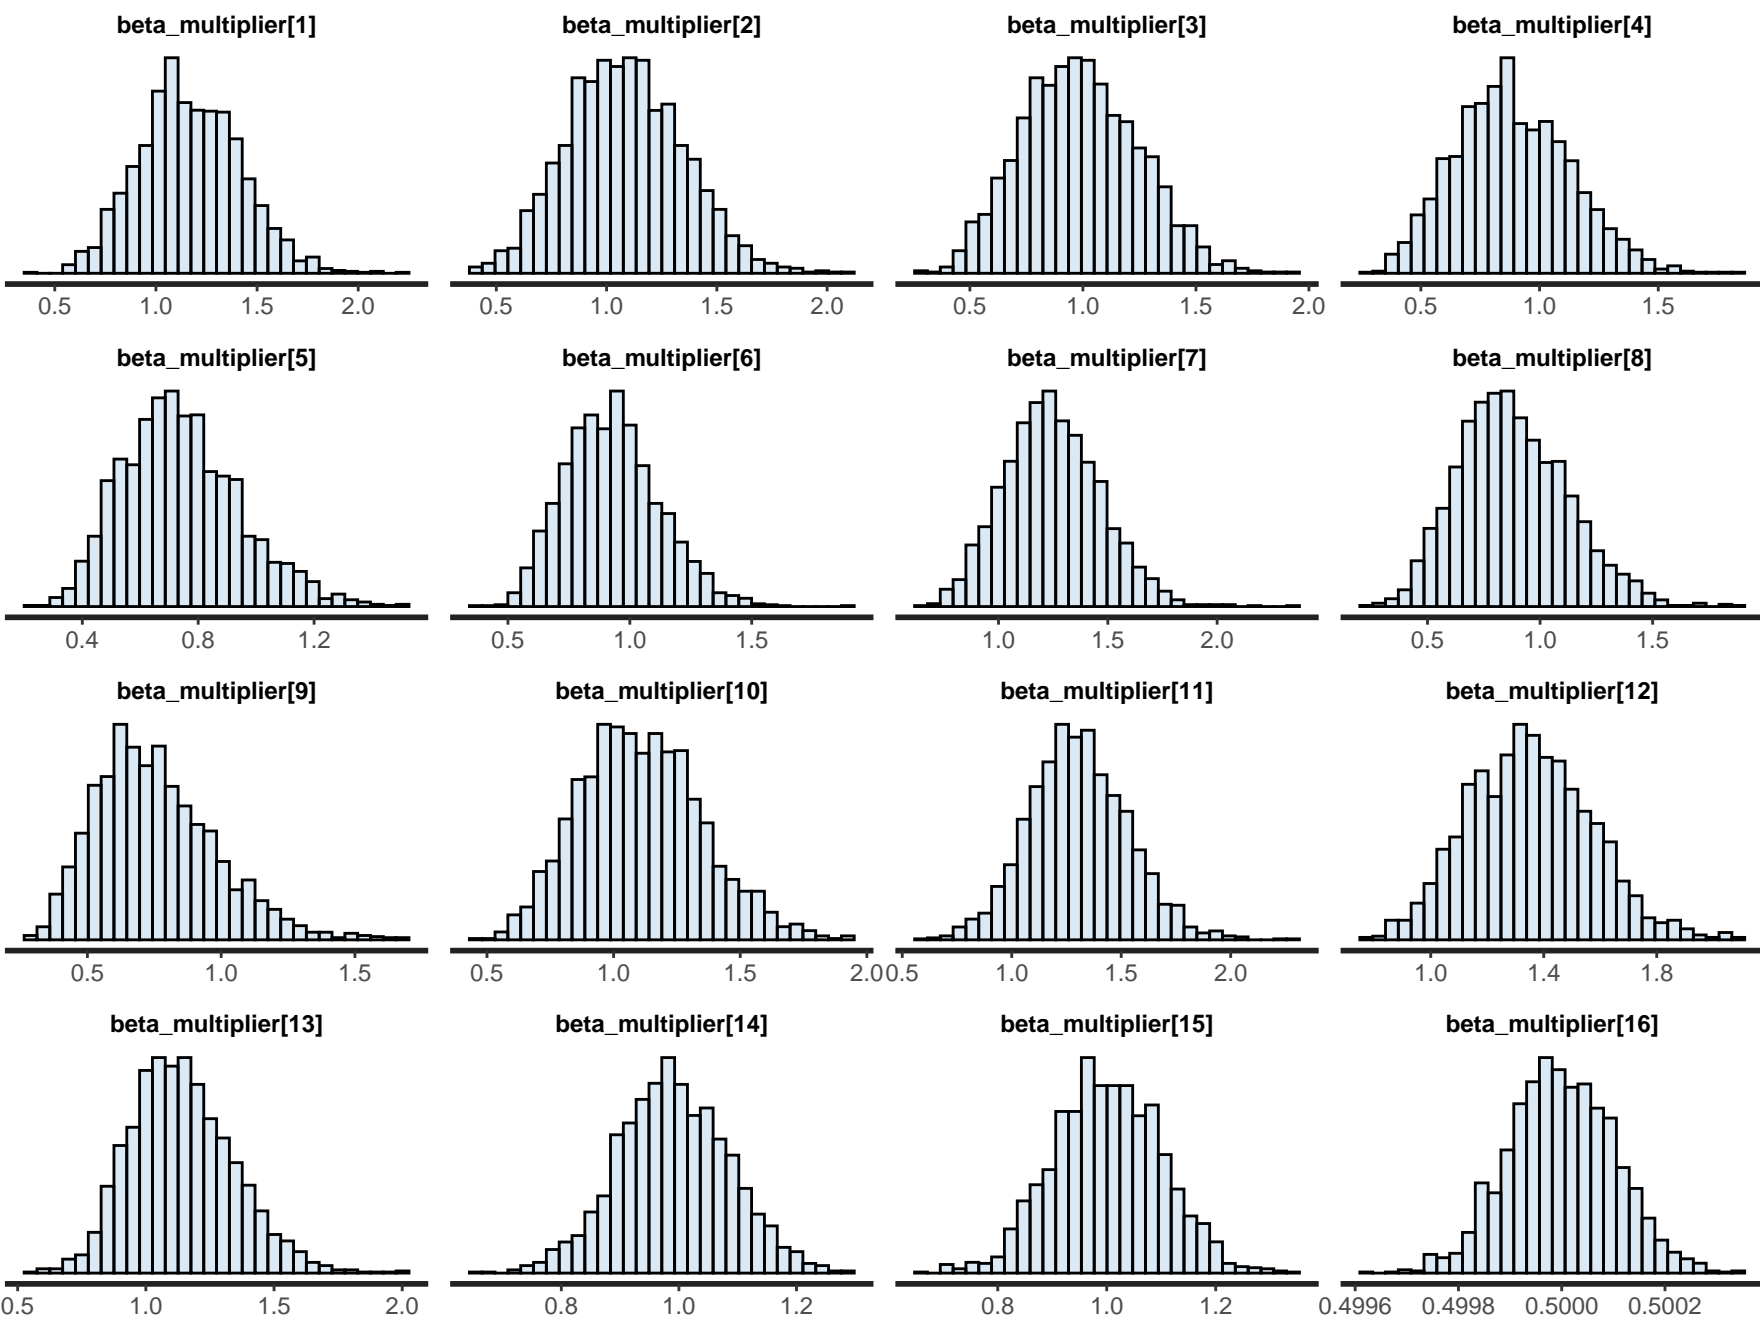 beta_multiplier[1] beta_multiplier[2] beta_multiplier[3] beta_multiplier[4]
0.5 1.0 1.5 2.0 0.5 1.0 1.5 2.0 0.5 1.0 1.5 2.0 0.5 1.0 1.5
beta_multiplier[5] beta_multiplier[6] beta_multiplier[7] beta_multiplier[8]
0.4 0.8 1.2 0.5 1.0 1.5 1.0 1.5 2.0 0.5 1.0 1.5
beta_multiplier[9] beta_multiplier[10] beta_multiplier[11] beta_multiplier[12]
0.5 1.0 1.5 0.5 1.0 1.5 2.0 0.5 1.0 1.5 2.0 1.0 1.4 1.8
beta_multiplier[13] beta_multiplier[14] beta_multiplier[15] beta_multiplier[16]
0.5 1.0 1.5 2.0 0.8 1.0 1.2 0.8 1.0 1.2 0.4996 0.4998 0.5000 0.5002